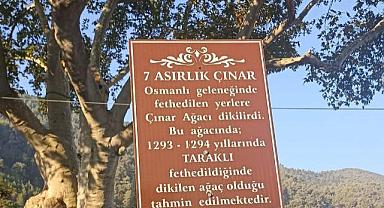 7 ASIRLIK ÇINAR
Osmanlı geleneğinde
fethedilen yerlere
Çınar Ağacı dikilirdi.
Bu ağacında;
1293 - 1294 yıllarında
TARAKLI
fethedildiğinde
dikilen ağaç olduğu
tahmin edilmektedir.